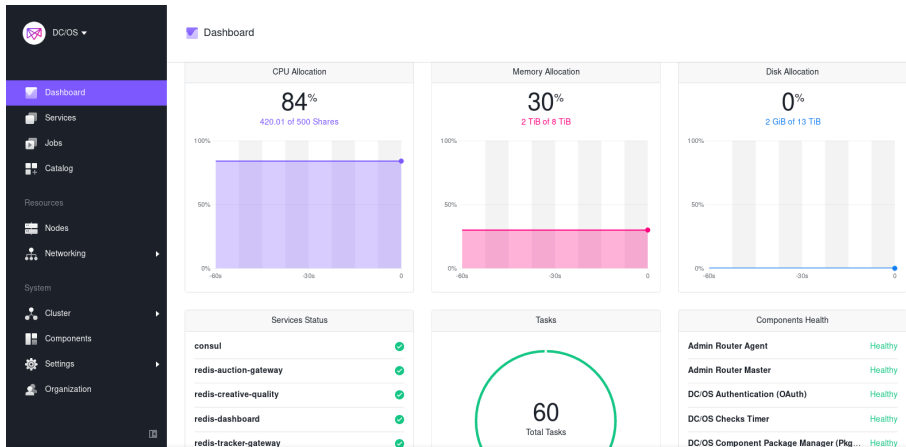 DC/OS
Dashboard
Dashboard
Services
Jobs
Catalog
Resources
Nodes
Networking
System
Cluster
Components
Settings
Organization
CPU Allocation
84%
420.01 of 500 Shares
100%
50%
0%
-60s
-30s
0
Memory Allocation
30%
2 TiB of 8 TiB
100%
50%
0%
-60s
-30s
0
Disk Allocation
0%
2 GiB of 13 TiB
100%
50%
0%
-60s
-30s
0
Services Status
consul
redis-auction-gateway
redis-creative-quality
redis-dashboard
redis-tracker-gateway
Tasks
60
Total Tasks
Components Health
Admin Router Agent Healthy
Admin Router Master Healthy
DC/OS Authentication (OAuth) Healthy
DC/OS Checks Timer Healthy
DC/OS Component Package Manager (Pkg... Healthy